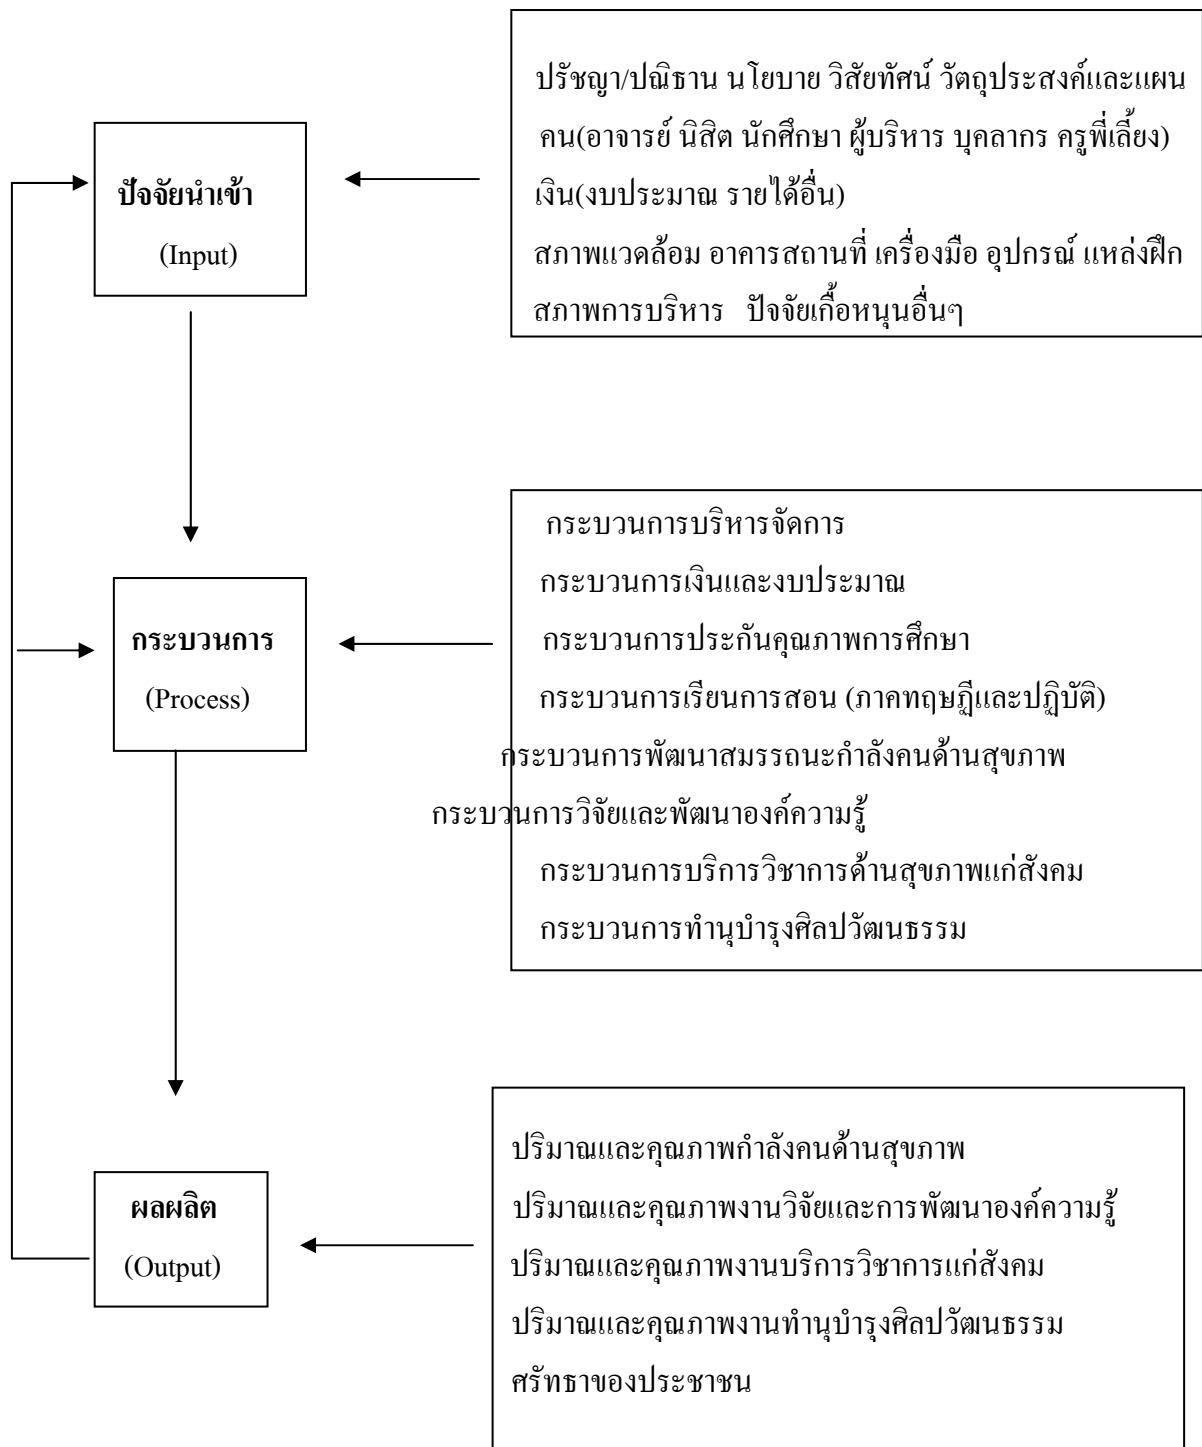 ปรัชญา/ปณิธาน นโยบาย วิสัยทัศน์ วัตถุประสงค์และแผน
คน(อาจารย์ นิสิต นักศึกษา ผู้บริหาร บุคลากร ครูพี่เลี้ยง)
เงิน(งบประมาณ รายได้อื่น)
สภาพแวดล้อม อาคารสถานที่ เครื่องมือ อุปกรณ์ แหล่งฝึก
สภาพการบริหาร ปัจจัยเกื้อหนุนอื่นๆ
ปัจจัยนำเข้า
(Input)
กระบวนการบริหารจัดการ
กระบวนการเงินและงบประมาณ
กระบวนการประกันคุณภาพการศึกษา
กระบวนการเรียนการสอน (ภาคทฤษฎีและปฏิบัติ)
กระบวนการพัฒนาสมรรถนะกำลังคนด้านสุขภาพ
กระบวนการวิจัยและพัฒนาองค์ความรู้
กระบวนการบริการวิชาการด้านสุขภาพแก่สังคม
กระบวนการทำนุบำรุงศิลปวัฒนธรรม
กระบวนการ
(Process)
ปริมาณและคุณภาพกำลังคนด้านสุขภาพ
ปริมาณและคุณภาพงานวิจัยและการพัฒนาองค์ความรู้
ปริมาณและคุณภาพงานบริการวิชาการแก่สังคม
ปริมาณและคุณภาพงานทำนุบำรุงศิลปวัฒนธรรม
ศรัทธาของประชาชน
ผลผลิต
(Output)